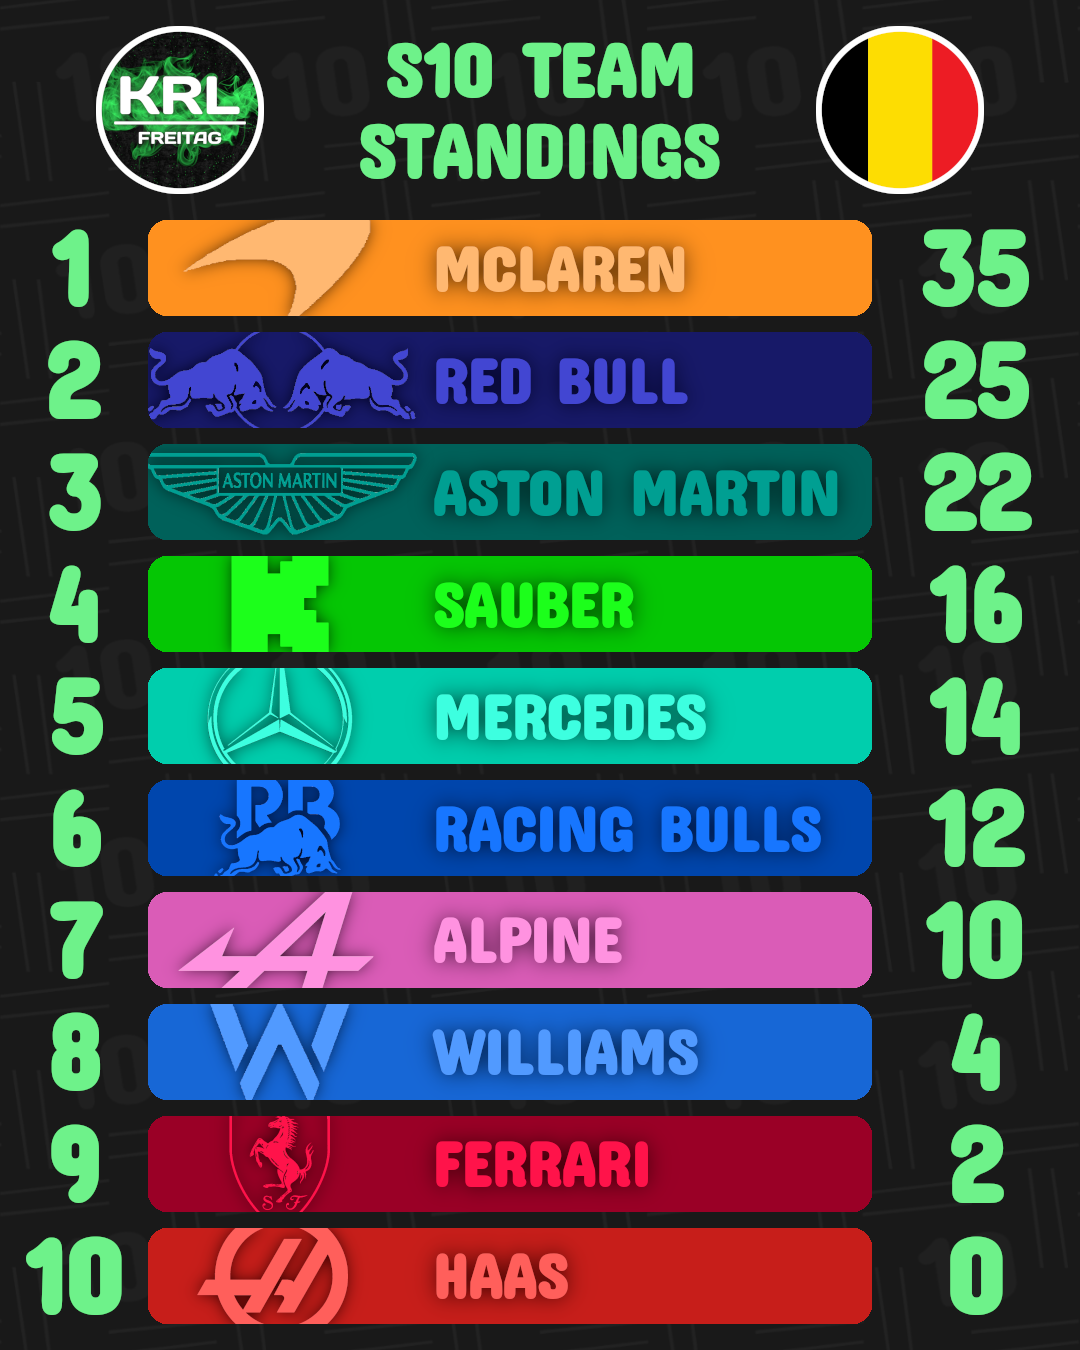 KRL
FREITAG
S10 TEAM
STANDINGS
1 MCLAREN 35
2 RED BULL 25
3 ASTON MARTIN ASTON MARTIN 22
4 K SAUBER 16
5 MERCEDES 14
6 RB RACING BULLS 12
7 ALPINE 10
8 W WILLIAMS 4
9 S F FERRARI 2
10 H HAAS 0